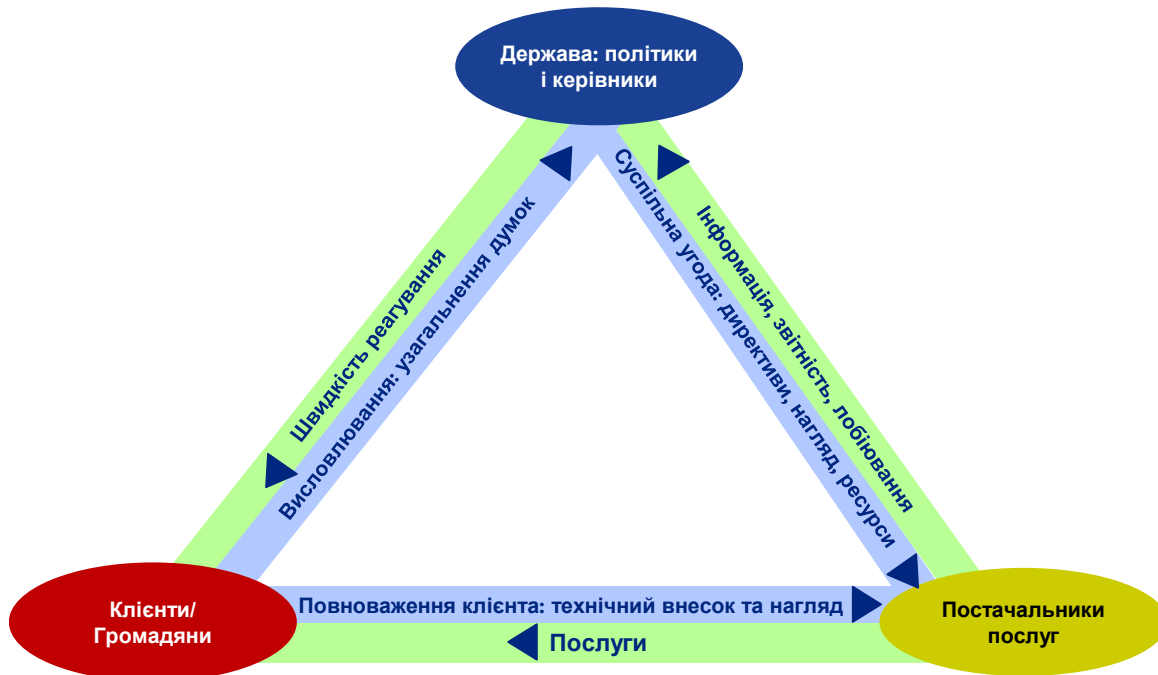 Держава: політики
і керівники
Швидкість реагування
Висловлювання: узагальнення думок
Суспільна угода: директиви, нагляд, ресурси
Інформація, звітність, лобіювання
Клієнти/
Громадяни
Повноваження клієнта: технічний внесок та нагляд
Послуги
Постачальники
послуг